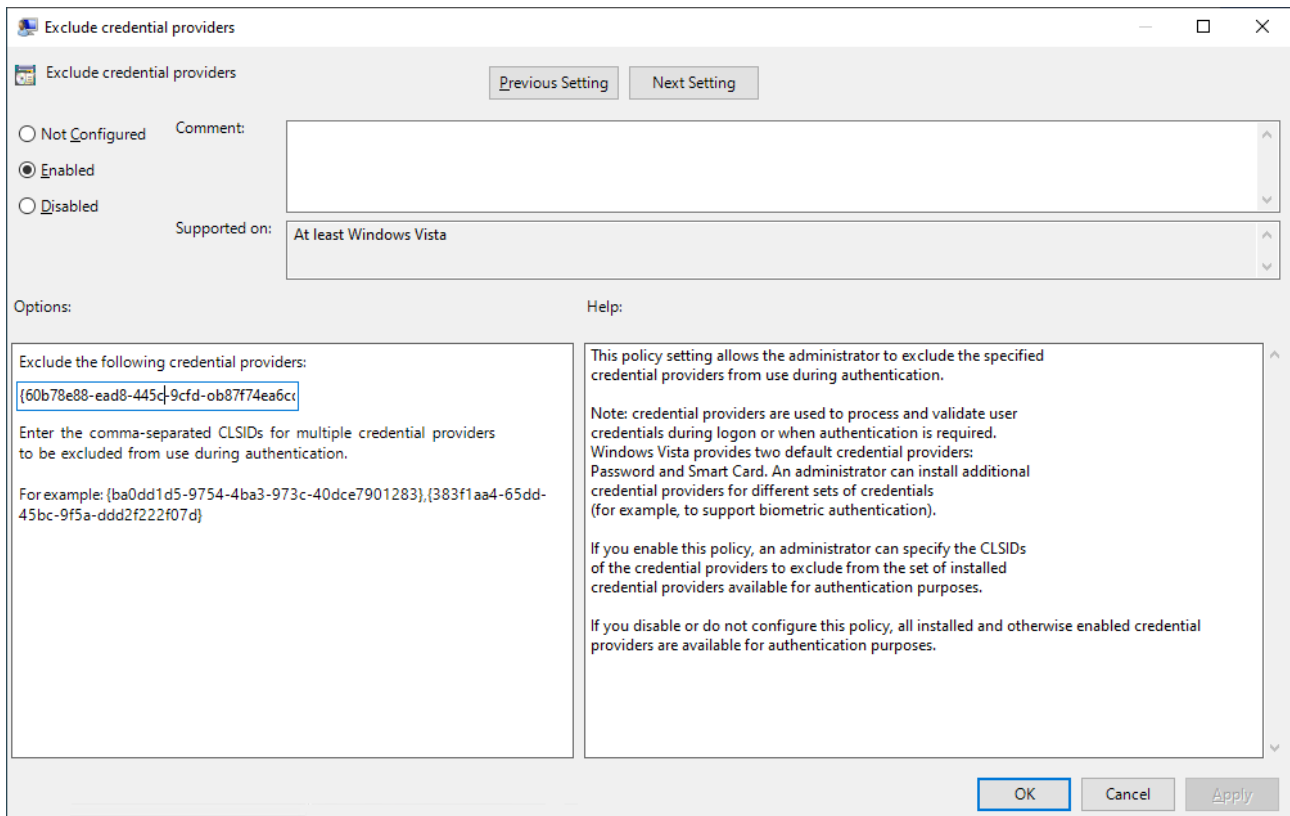 Exclude credential providers
Exclude credential providers
Previous Setting
Next Setting
Not Configured
Comment:
Enabled
Disabled
Supported on:
At least Windows Vista
Options:
Help:
Exclude the following credential providers:
{60b78e88-ead8-445c-9cfd-ob87f74ea6cd
Enter the comma-separated CLSIDs for multiple credential providers
to be excluded from use during authentication.
For example: {ba0dd1d5-9754-4ba3-973c-40dce7901283},{383f1aa4-65dd-
45bc-9f5a-ddd2f222f07d}
This policy setting allows the administrator to exclude the specified
credential providers from use during authentication.
Note: credential providers are used to process and validate user
credentials during logon or when authentication is required.
Windows Vista provides two default credential providers:
Password and Smart Card. An administrator can install additional
credential providers for different sets of credentials
(for example, to support biometric authentication).
If you enable this policy, an administrator can specify the CLSIDs
of the credential providers to exclude from the set of installed
credential providers available for authentication purposes.
If you disable or do not configure this policy, all installed and otherwise enabled credential
providers are available for authentication purposes.
OK
Cancel
Apply